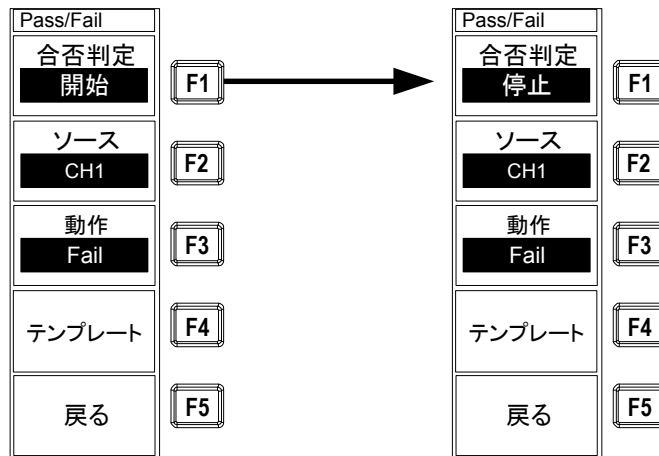 Pass/Fail
合否判定
開始
F1
ソース
CH1
F2
動作
Fail
F3
テンプレート
F4
戻る
F5
Pass/Fail
合否判定
停止
F1
ソース
CH1
F2
動作
Fail
F3
テンプレート
F4
戻る
F5